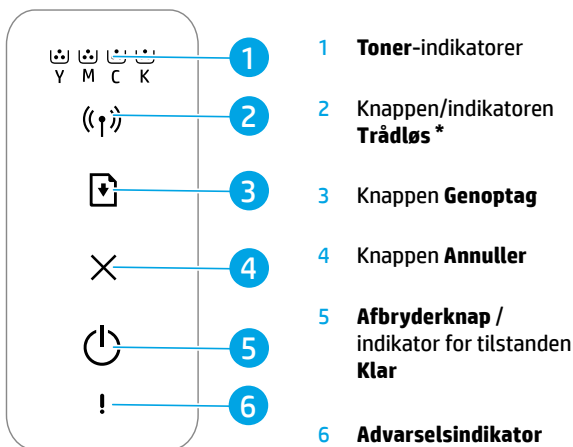 Y M C K
1
2
3
4
5
6
1 Toner-indikatorer
2 Knappen/indikatoren
Trådløs *
3 Knappen Genoptag
4 Knappen Annuller
5 Afbryderknap /
indikator for tilstanden
Klar
6 Advarselsindikator